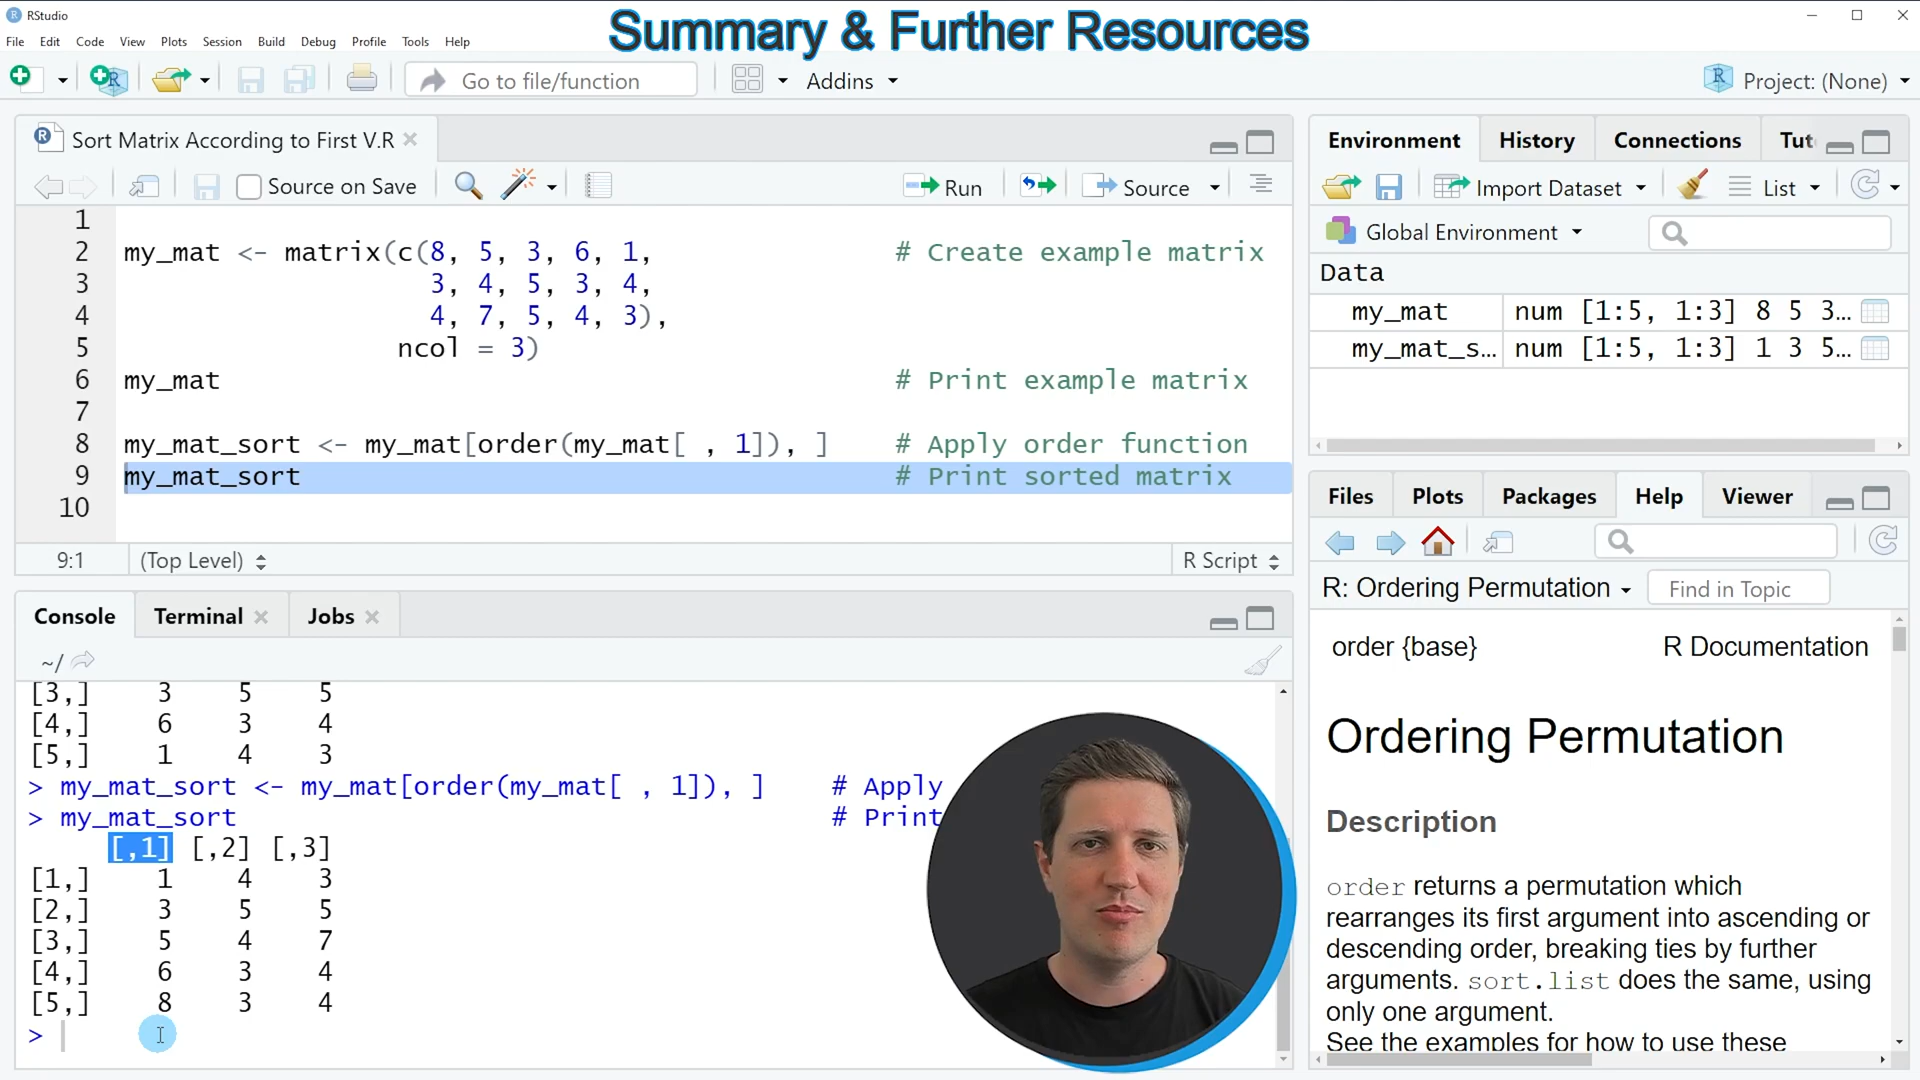 RStudio
Summary & Further Resources
File Edit Code View Plots Session Build Debug Profile Tools Help
Go to file/function
Addins
Project: (None)
Sort Matrix According to First V.R
Source on Save
Run
Source
1
2 my_mat <- matrix(c(8, 5, 3, 6, 1, # Create example matrix
3 3, 4, 5, 3, 4,
4 4, 7, 5, 4, 3),
5 ncol = 3)
6 my_mat # Print example matrix
7
8 my_mat_sort <- my_mat[order(my_mat[ , 1]), ] # Apply order function
9 my_mat_sort # Print sorted matrix
10
9:1 (Top Level) R Script
Console Terminal Jobs
~/
[3,] 3 5 5
[4,] 6 3 4
[5,] 1 4 3
> my_mat_sort <- my_mat[order(my_mat[ , 1]), ] # Apply
> my_mat_sort # Print
[,1] [,2] [,3]
[1,] 1 4 3
[2,] 3 5 5
[3,] 5 4 7
[4,] 6 3 4
[5,] 8 3 4
>
Environment History Connections Tut
Import Dataset List
Global Environment
Data
my_mat num [1:5, 1:3] 8 5 3...
my_mat_s... num [1:5, 1:3] 1 3 5...
Files Plots Packages Help Viewer
R: Ordering Permutation Find in Topic
order {base} R Documentation
Ordering Permutation
Description
order returns a permutation which
rearranges its first argument into ascending or
descending order, breaking ties by further
arguments. sort.list does the same, using
only one argument.
See the examples for how to use these